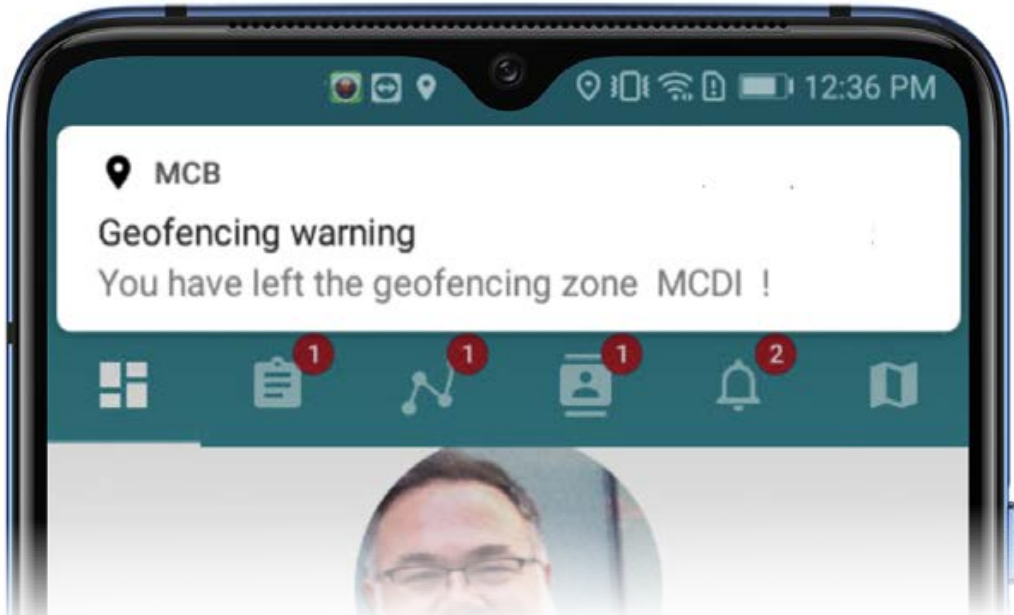 12:36 PM
MCB
Geofencing warning
You have left the geofencing zone MCDI !
1 1 1 2